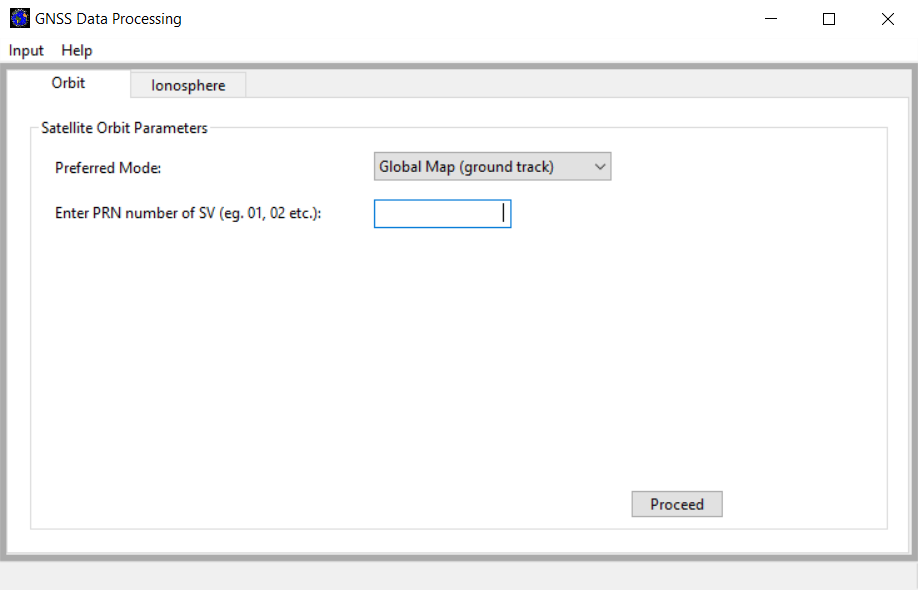 GNSS Data Processing
Input Help
Orbit Ionosphere
Satellite Orbit Parameters
Preferred Mode: Global Map (ground track)
Enter PRN number of SV (eg. 01, 02 etc.):
Proceed